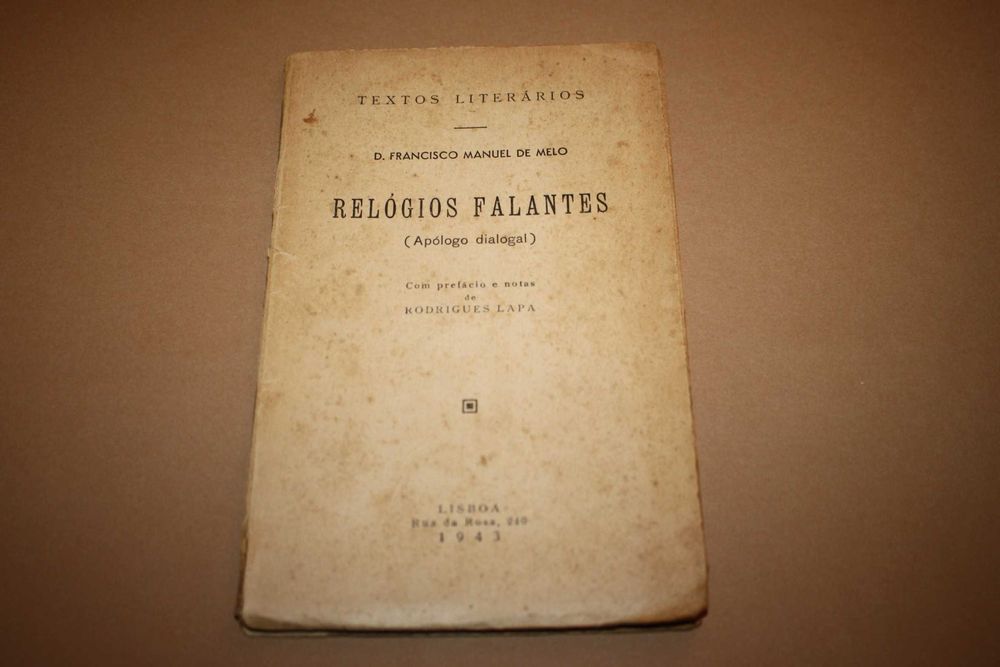 TEXTOS LITERÁRIOS
D. FRANCISCO MANUEL DE MELO
RELÓGIOS FALANTES
(Apólogo dialogal)
Com prefácio e notas
de
RODRIGUES LAPA
LISBOA
Rua da Rosa, 240
1943